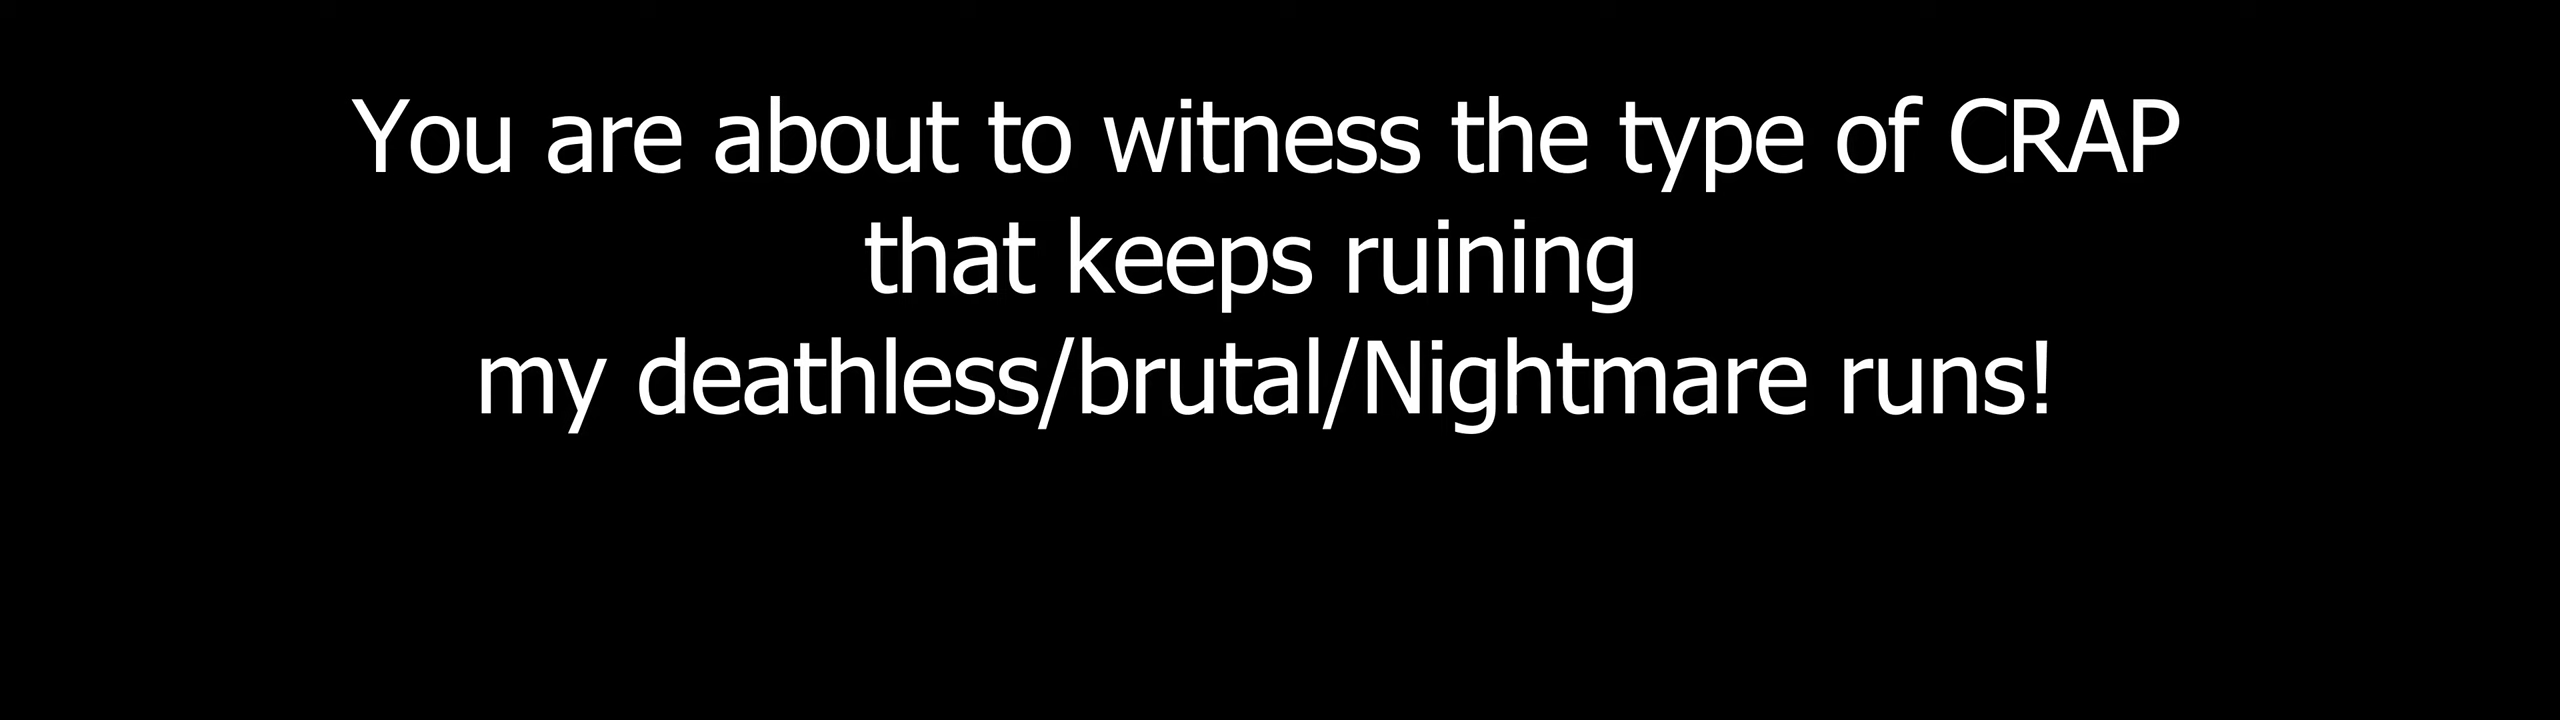 You are about to witness the type of CRAP
that keeps ruining
my deathless/brutal/Nightmare runs!